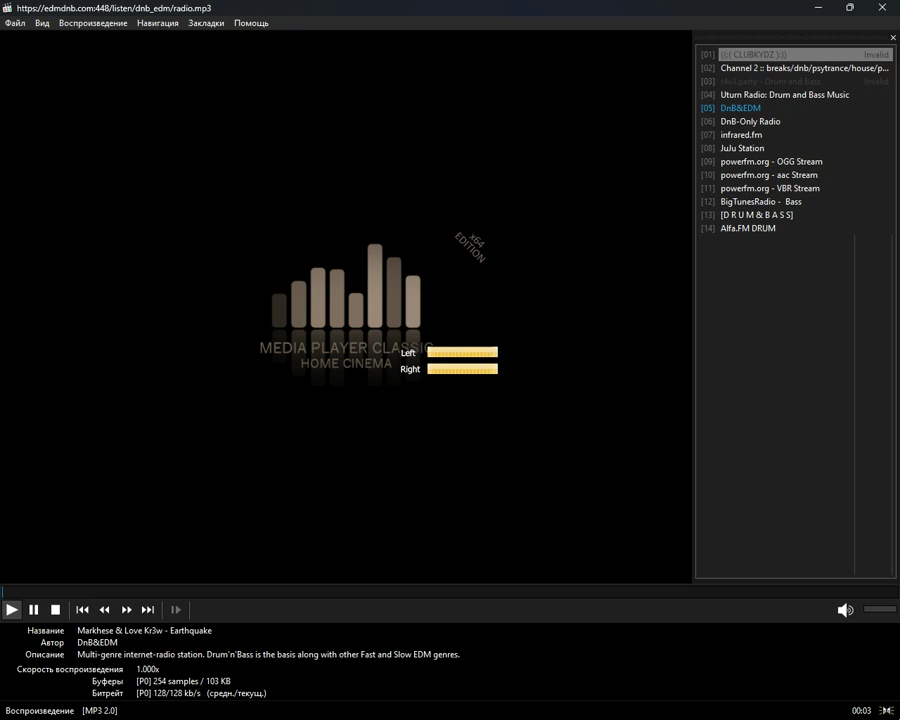 https://edmdnb.com:448/listen/dnb_edm/radio.mp3
Файл Вид Воспроизведение Навигация Закладки Помощь
[01] ((:( CLUBKYDZ ):)) Invalid
[02] Channel 2 :: breaks/dnb/psytrance/house/p...
[03] Drum and Bass Invalid
[04] Uturn Radio: Drum and Bass Music
[05] DnB&EDM
[06] DnB-Only Radio
[07] infrared.fm
[08] JuJu Station
[09] powerfm.org - OGG Stream
[10] powerfm.org - aac Stream
[11] powerfm.org - VBR Stream
[12] BigTunesRadio - Bass
[13] [D R U M & B A S S]
[14] Alfa.FM DRUM
x64
EDITION
MEDIA PLAYER CLASSIC
HOME CINEMA
Left
Right
Название Markhese & Love Kr3w - Earthquake
Автор DnB&EDM
Описание Multi-genre internet-radio station. Drum'n'Bass is the basis along with other Fast and Slow EDM genres.
Скорость воспроизведения 1.000x
Буферы [P0] 254 samples / 103 KB
Битрейт [P0] 128/128 kb/s (средн./текущ.)
Воспроизведение [MP3 2.0] 00:03